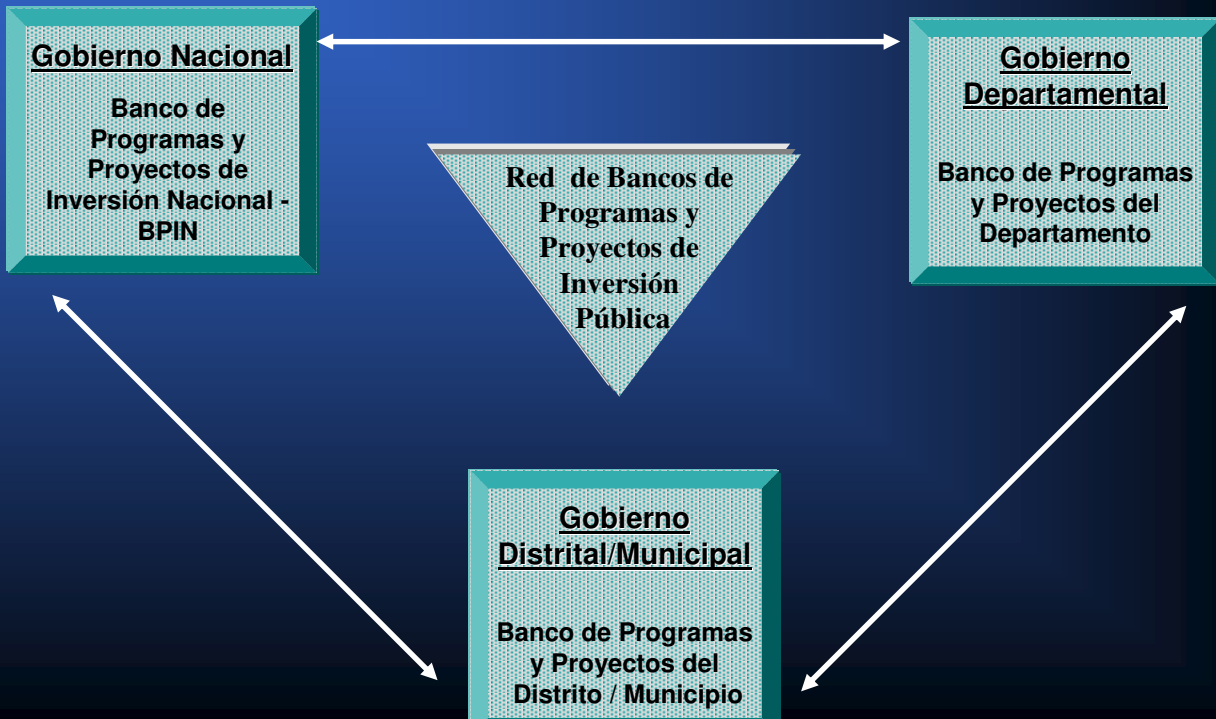 Gobierno Nacional
Banco de
Programas y
Proyectos de
Inversión Nacional -
BPIN
Red de Bancos de
Programas y
Proyectos de
Inversión
Pública
Gobierno
Departamental
Banco de Programas
y Proyectos del
Departamento
Gobierno
Distrital/Municipal
Banco de Programas
y Proyectos del
Distrito / Municipio